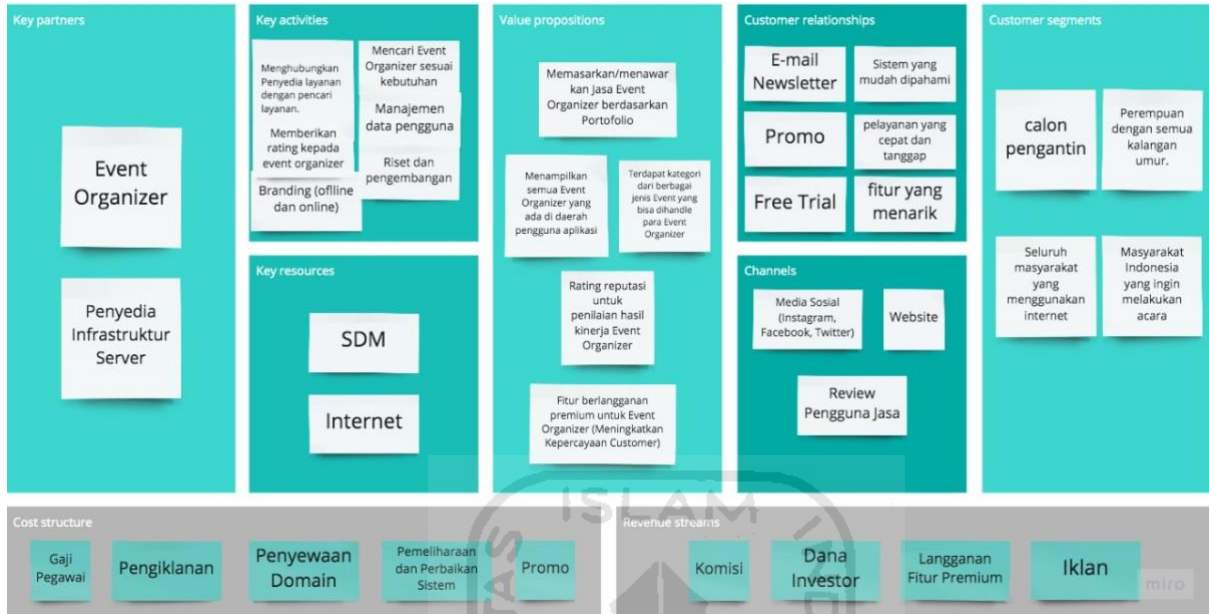 Key partners
Event
Organizer
Penyedia
Infrastruktur
Server
Key activities
Menghubungkan
Penyedia layanan
dengan pencari
layanan.
Mencari Event
Organizer sesuai
kebutuhan
Memberikan
rating kepada
event organizer
Manajemen
data pengguna
Branding (oflline
dan online)
Riset dan
pengembangan
Key resources
SDM
Internet
Value propositions
Memasarkan/menawar
kan Jasa Event
Organizer berdasarkan
Portofolio
Menampilkan
semua Event
Organizer yang
ada di daerah
pengguna aplikasi
Terdapat kategori
dari berbagai
jenis Event yang
bisa dihandle
para Event
Organizer
Rating reputasi
untuk
penilaian hasil
kinerja Event
Organizer
Fitur berlangganan
premium untuk Event
Organizer (Meningkatkan
Kepercayaan Customer)
Customer relationships
E-mail
Newsletter
Sistem yang
mudah dipahami
Promo
pelayanan yang
cepat dan
tanggap
Free Trial
fitur yang
menarik
Channels
Media Sosial
(Instagram,
Facebook, Twitter)
Website
Review
Pengguna Jasa
Customer segments
calon
pengantin
Perempuan
dengan semua
kalangan
umur.
Seluruh
masyarakat
yang
menggunakan
internet
Masyarakat
Indonesia
yang ingin
melakukan
acara
Cost structure
Gaji
Pegawai
Pengiklanan
Penyewaan
Domain
Pemeliharaan
dan Perbaikan
Sistem
Promo
Revenue streams
Komisi
Dana
Investor
Langganan
Fitur Premium
Iklan
miro
ISLAM